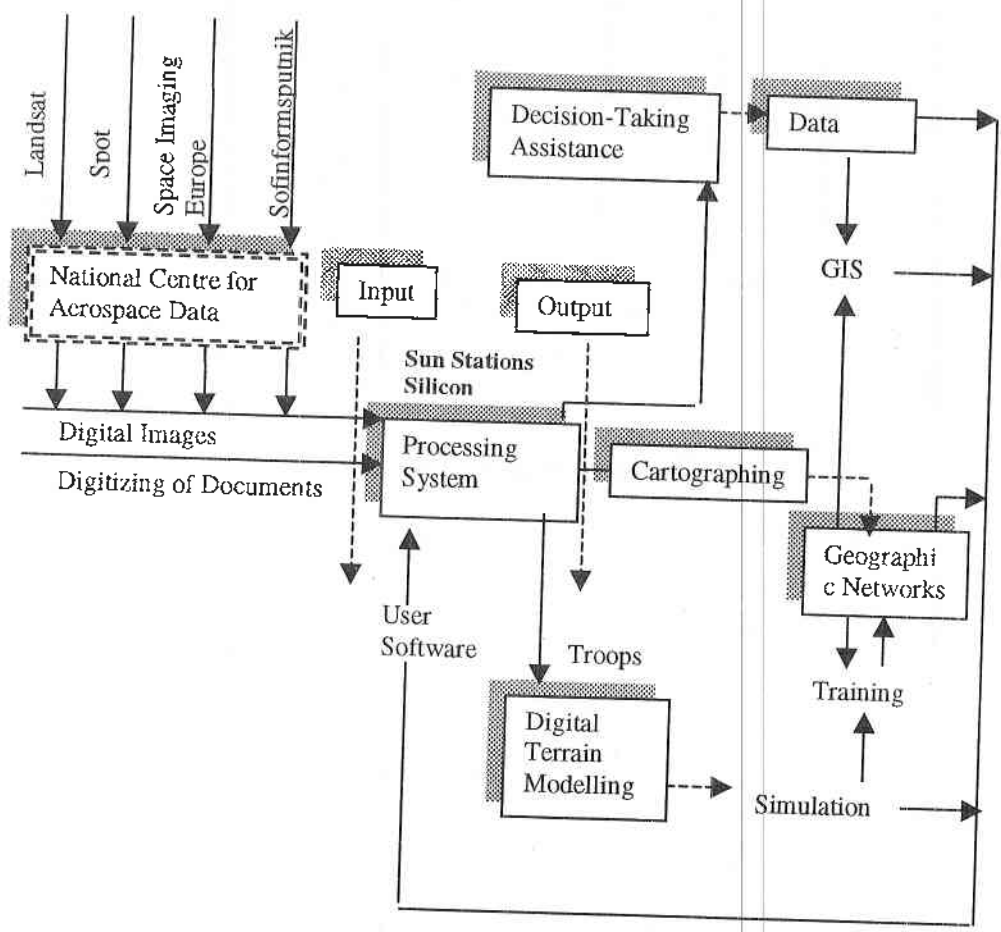 Landsat
Spot
Space Imaging
Europe
Sofinformsputnik
Decision-Taking
Assistance
Data
National Centre for
Aerospace Data
Input
Output
GIS
Sun Stations
Silicon
Digital Images
Digitizing of Documents
Processing
System
Cartographing
Geographi
c Networks
User
Software
Troops
Training
Digital
Terrain
Modelling
Simulation